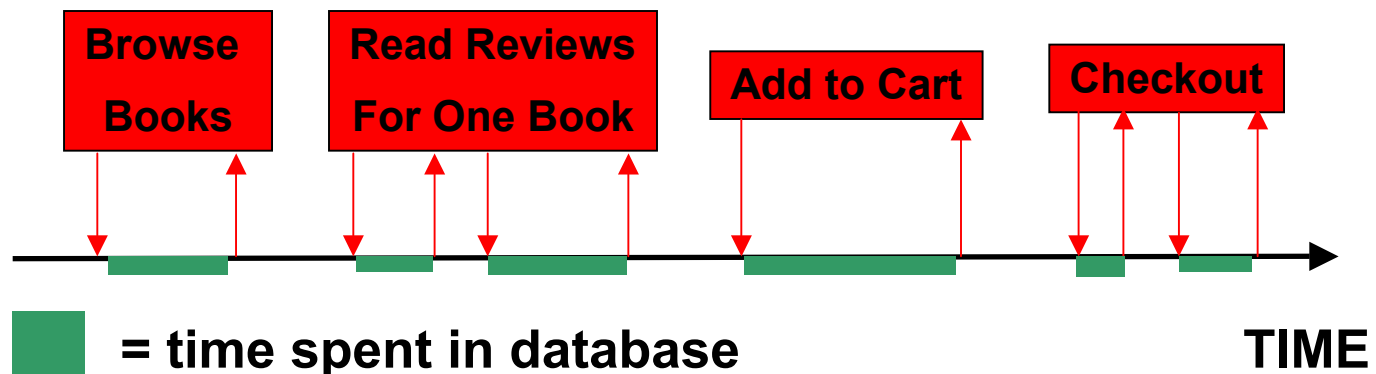 Browse
Books
Read Reviews
For One Book
Add to Cart
Checkout
= time spent in database
TIME